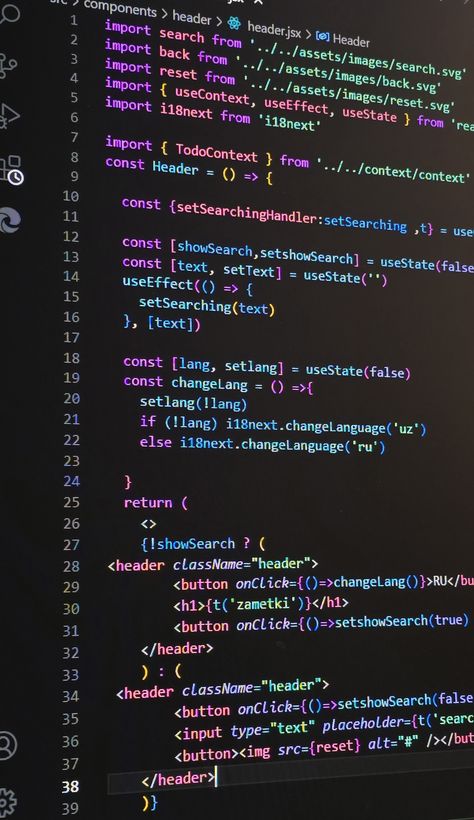 src > components > header > header.jsx > Header
1 import search from '../../assets/images/search.svg'
2 import back from '../../assets/images/back.svg'
3 import reset from '../../assets/images/reset.svg'
4 import { useContext, useEffect, useState } from 'rea
5 import i18next from 'i18next'
6
7 import { TodoContext } from '../../context/context'
8 const Header = () => {
9
10 const {setSearchingHandler:setSearching ,t} = use
11
12 const [showSearch,setshowSearch] = useState(false
13 const [text, setText] = useState('')
14 useEffect(() => {
15 setSearching(text)
16 }, [text])
17
18 const [lang, setlang] = useState(false)
19 const changeLang = () =>{
20 setlang(!lang)
21 if (!lang) i18next.changeLanguage('uz')
22 else i18next.changeLanguage('ru')
23
24 }
25 return (
26 <>
27 {!showSearch ? (
28 <header className="header">
29 <button onClick={()=>changeLang()}>RU</bu
30 <h1>{t('zametki')}</h1>
31 <button onClick={()=>setshowSearch(true)
32 </header>
33 ) : (
34 <header className="header">
35 <button onClick={()=>setshowSearch(false
36 <input type="text" placeholder={t('searc
37 <button><img src={reset} alt="#" /></but
38 </header>
39 )}